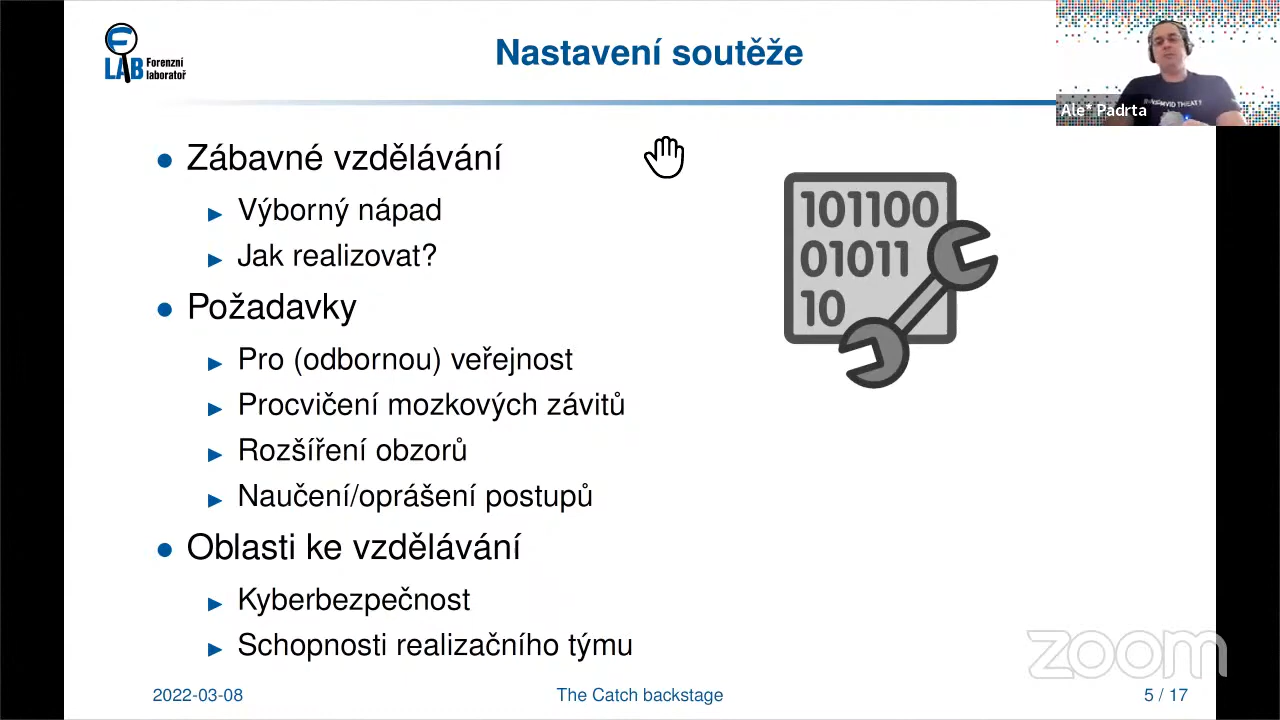 LAB Forenzní
laboratoř
Nastavení soutěže
Aleš Padrta
Zábavné vzdělávání
Výborný nápad
Jak realizovat?
101100
01011
10
Požadavky
Pro (odbornou) veřejnost
Procvičení mozkových závitů
Rozšíření obzorů
Naučení/oprášení postupů
Oblasti ke vzdělávání
Kyberbezpečnost
Schopnosti realizačního týmu
zoom
2022-03-08
The Catch backstage
5 / 17